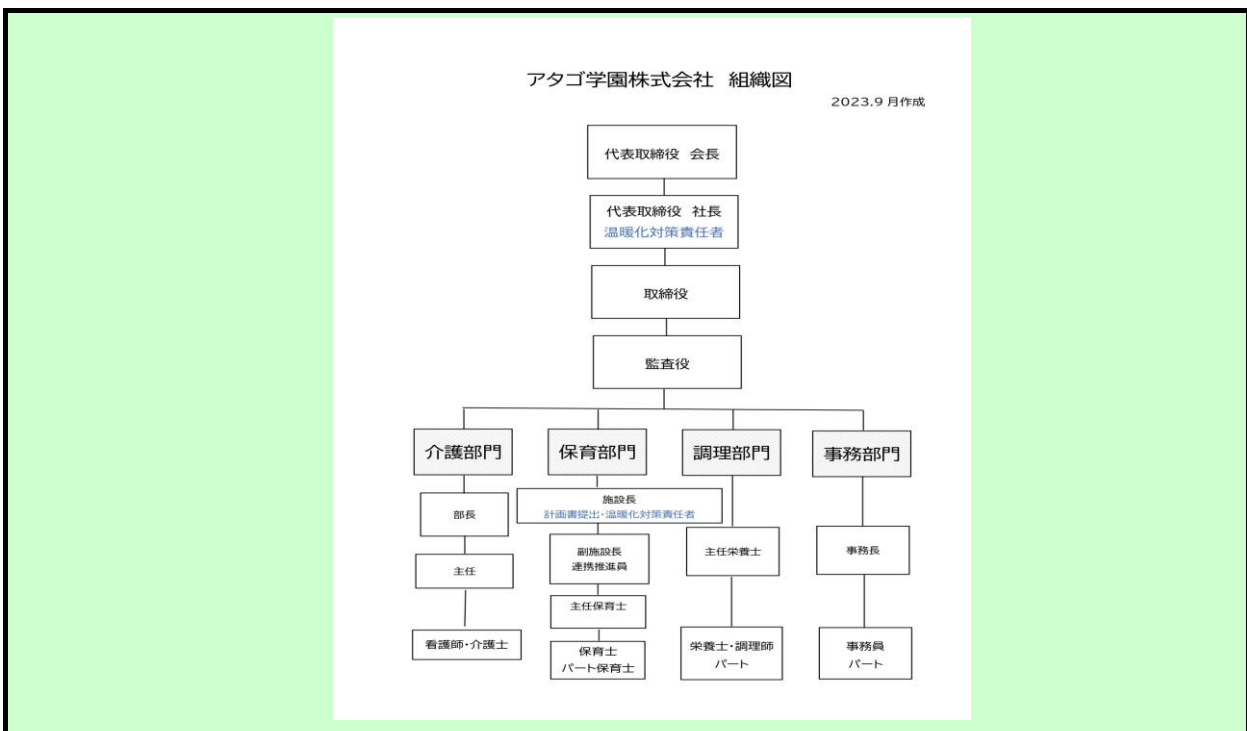 アタゴ学園株式会社 組織図
2023.9 月作成
代表取締役 会長
代表取締役 社長
温暖化対策責任者
取締役
監査役
介護部門
保育部門
調理部門
事務部門
部長
主任
看護師・介護士
施設長
計画書提出・温暖化対策責任者
副施設長
連携推進員
主任保育士
保育士
パート保育士
主任栄養士
栄養士・調理師
パート
事務長
事務員
パート